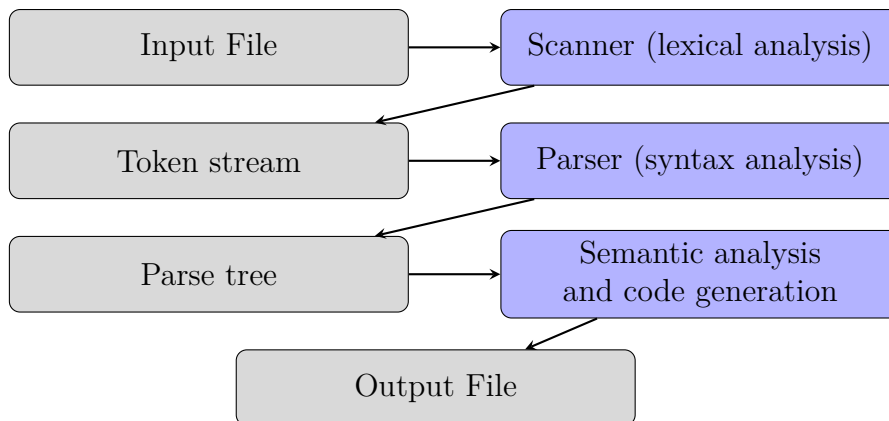 Input File
Scanner (lexical analysis)
Token stream
Parser (syntax analysis)
Parse tree
Semantic analysis
and code generation
Output File